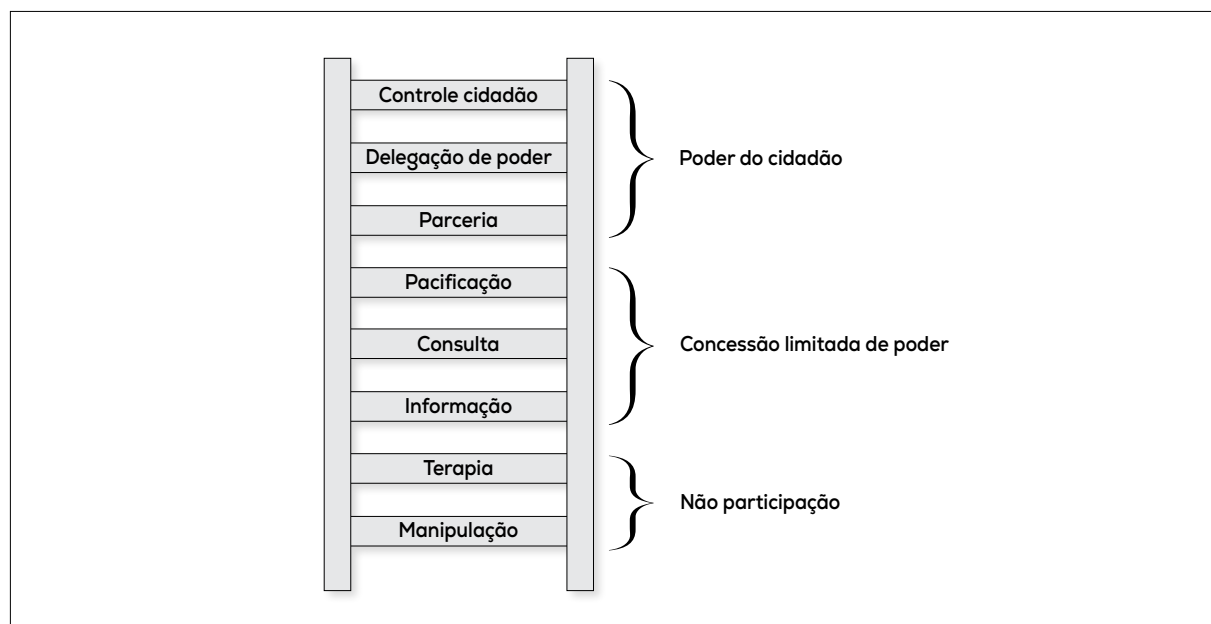 Controle cidadão
Delegação de poder
Parceria
Poder do cidadão
Pacificação
Consulta
Informação
Concessão limitada de poder
Terapia
Manipulação
Não participação